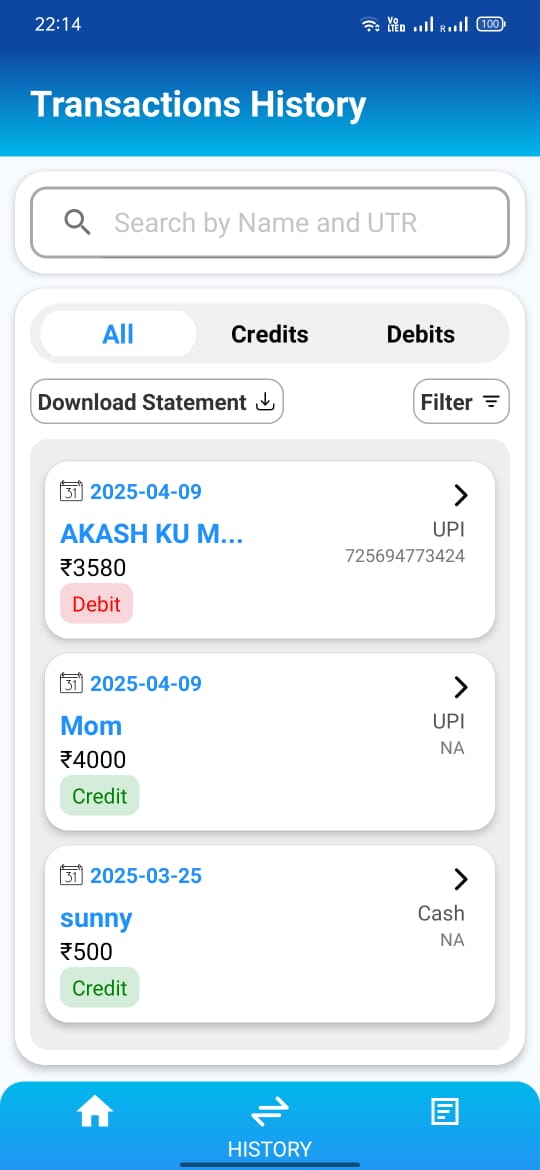 22:14
Vo
LTED
R
100
Transactions History
Search by Name and UTR
All Credits Debits
Download Statement Filter
31 2025-04-09
AKASH KU M... UPI
₹3580 725694773424
Debit
31 2025-04-09
Mom UPI
₹4000 NA
Credit
31 2025-03-25
sunny Cash
₹500 NA
Credit
HISTORY